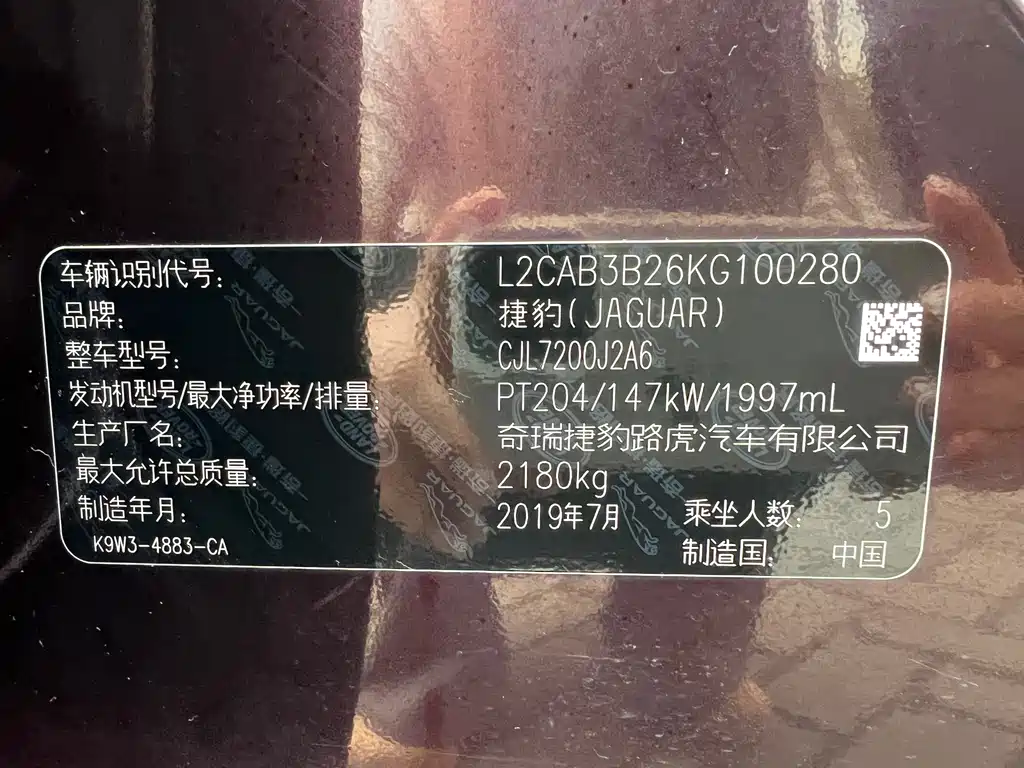 车辆识别代号: L2CAB3B26KG100280
品牌: 捷豹(JAGUAR)
整车型号: CJL7200J2A6
发动机型号/最大净功率/排量: PT204/147kW/1997mL
生产厂名: 奇瑞捷豹路虎汽车有限公司
最大允许总质量: 2180kg
制造年月: 2019年7月 乘坐人数: 5
K9W3-4883-CA 制造国: 中国